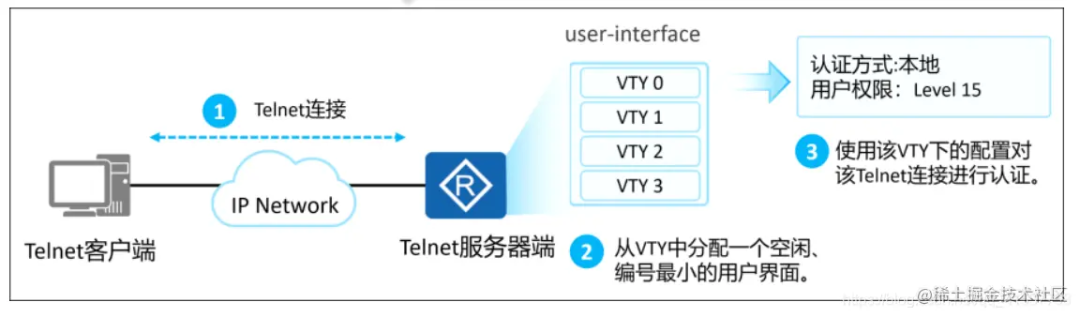 user-interface
VTY 0
VTY 1
VTY 2
VTY 3
认证方式:本地
用户权限：Level 15
1
Telnet连接
3
使用该VTY下的配置对
该Telnet连接进行认证。
R
IP Network
Telnet客户端
Telnet服务器端
2
从VTY中分配一个空闲、
编号最小的用户界面。
@稀土掘金技术社区